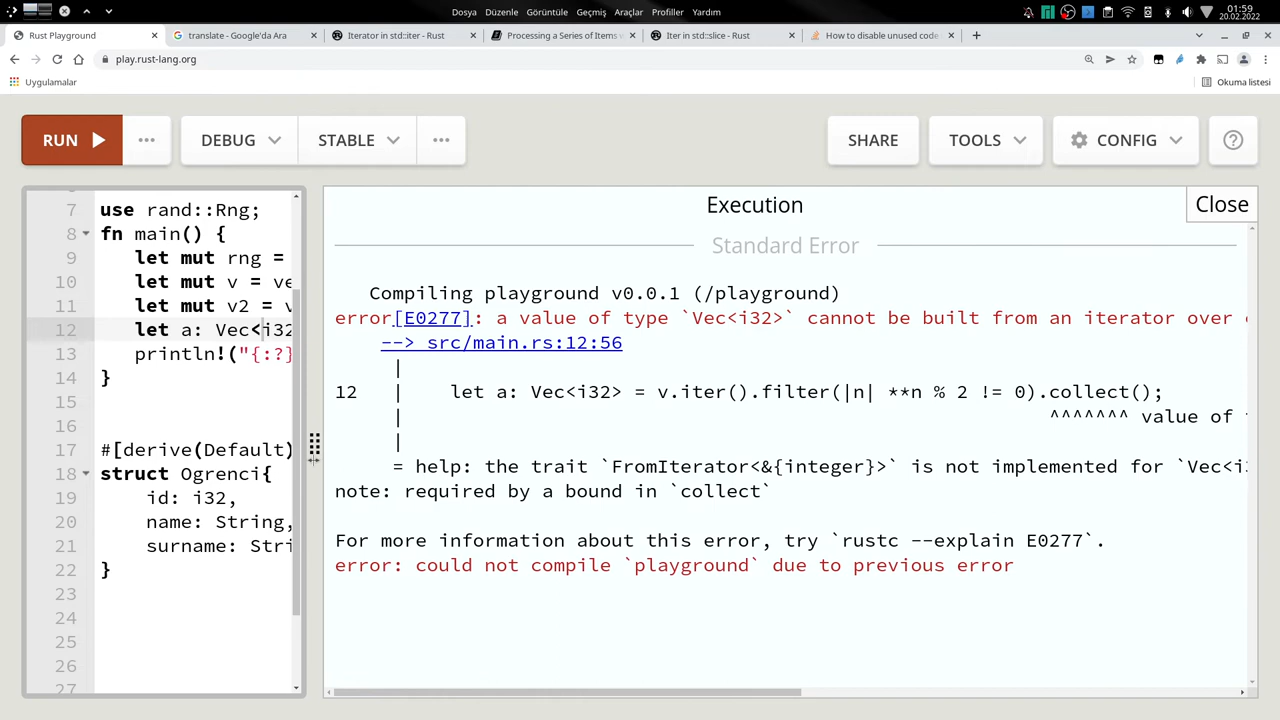 Dosya Düzenle Görüntüle Geçmiş Araçlar Profiller Yardım
01:59
20.02.2022
Rust Playground
translate - Google'da Ara
Iterator in std::iter - Rust
Processing a Series of Items v
Iter in std::slice - Rust
How to disable unused code
play.rust-lang.org
Uygulamalar
Okuma listesi
RUN
DEBUG
STABLE
SHARE
TOOLS
CONFIG
7 use rand::Rng;
8 fn main() {
9 let mut rng =
10 let mut v = ve
11 let mut v2 = v
12 let a: Vec<i32
13 println!("{:?}
14 }
15
16
17 #[derive(Default)
18 struct Ogrenci{
19 id: i32,
20 name: String,
21 surname: Stri
22 }
23
24
25
26
27
Execution
Close
Standard Error
Compiling playground v0.0.1 (/playground)
error[E0277]: a value of type `Vec<i32>` cannot be built from an iterator over
--> src/main.rs:12:56
|
12 | let a: Vec<i32> = v.iter().filter(|n| **n % 2 != 0).collect();
| ^^^^^^^ value of
|
= help: the trait `FromIterator<&{integer}>` is not implemented for `Vec<i3
note: required by a bound in `collect`
For more information about this error, try `rustc --explain E0277`.
error: could not compile `playground` due to previous error